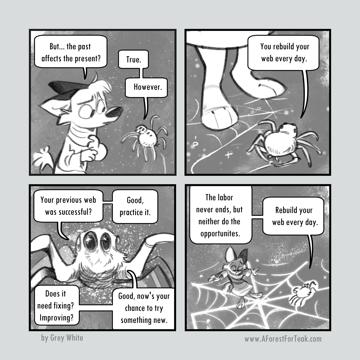 But... the past
affects the present?
True.
However.
You rebuild your
web every day.
Your previous web
was successful?
Good,
practice it.
Does it
need fixing?
Improving?
Good, now's your
chance to try
something new.
The labor
never ends, but
neither do the
opportunites.
Rebuild your
web every day.
by Grey White
www.AForestForTeak.com